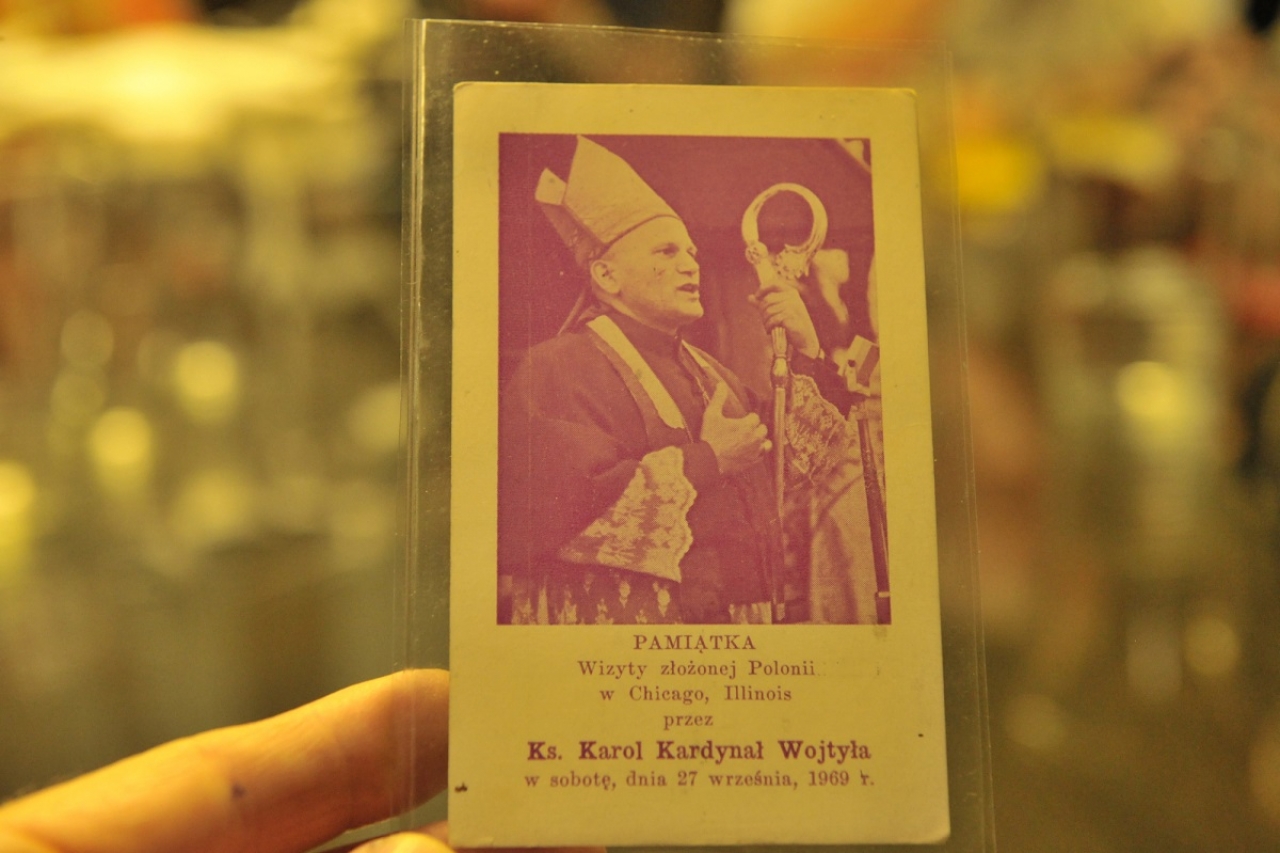 PAMIĄTKA
Wizyty złożonej Polonii
w Chicago, Illinois
przez
Ks. Karol Kardynał Wojtyła
w sobotę, dnia 27 września, 1969 r.